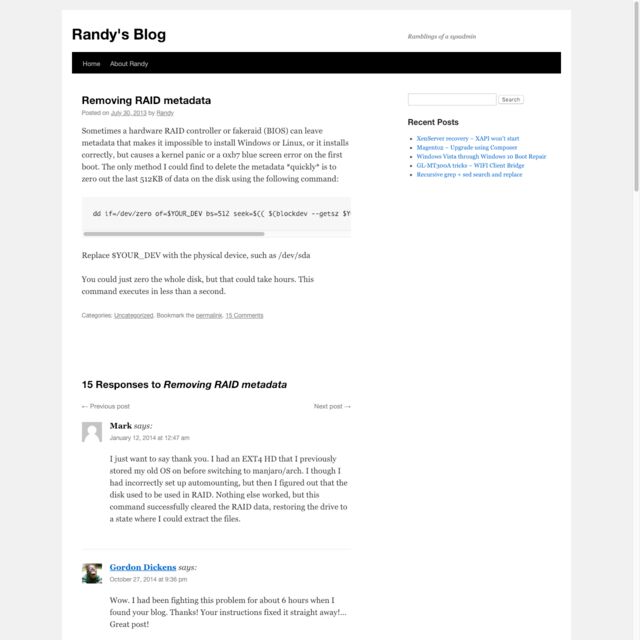 Randy's Blog
Ramblings of a sysadmin
Home About Randy
Removing RAID metadata
Posted on July 30, 2013 by Randy
Sometimes a hardware RAID controller or fakeraid (BIOS) can leave
metadata that makes it impossible to install Windows or Linux, or it installs
correctly, but causes a kernel panic or a 0xb7 blue screen error on the first
boot. The only method I could find to delete the metadata *quickly* is to
zero out the last 512KB of data on the disk using the following command:
dd if=/dev/zero of=$YOUR_DEV bs=512 seek=$(( $(blockdev --getsz $Y
Replace $YOUR_DEV with the physical device, such as /dev/sda
You could just zero the whole disk, but that could take hours. This
command executes in less than a second.
Categories: Uncategorized. Bookmark the permalink. 15 Comments
Search
Recent Posts
XenServer recovery – XAPI won't start
Magento2 – Upgrade using Composer
Windows Vista through Windows 10 Boot Repair
GL-MT300A tricks – WIFI Client Bridge
Recursive grep + sed search and replace
15 Responses to Removing RAID metadata
← Previous post Next post →
Mark says:
January 12, 2014 at 12:47 am
I just want to say thank you. I had an EXT4 HD that I previously
stored my old OS on before switching to manjaro/arch. I though I
had incorrectly set up automounting, but then I figured out that the
disk used to be used in RAID. Nothing else worked, but this
command successfully cleared the RAID data, restoring the drive to
a state where I could extract the files.
Gordon Dickens says:
October 27, 2014 at 9:36 pm
Wow. I had been fighting this problem for about 6 hours when I
found your blog. Thanks! Your instructions fixed it straight away!…
Great post!